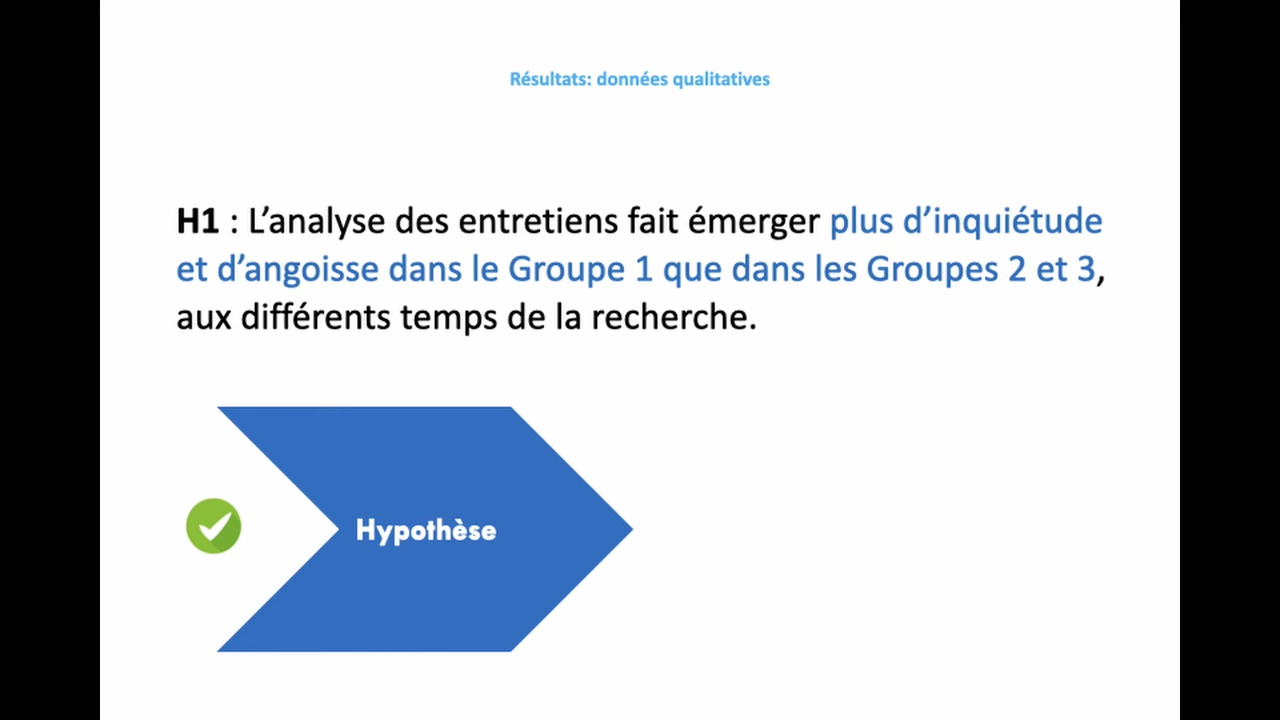 Résultats: données qualitatives
H1 : L’analyse des entretiens fait émerger plus d’inquiétude
et d’angoisse dans le Groupe 1 que dans les Groupes 2 et 3,
aux différents temps de la recherche.
Hypothèse